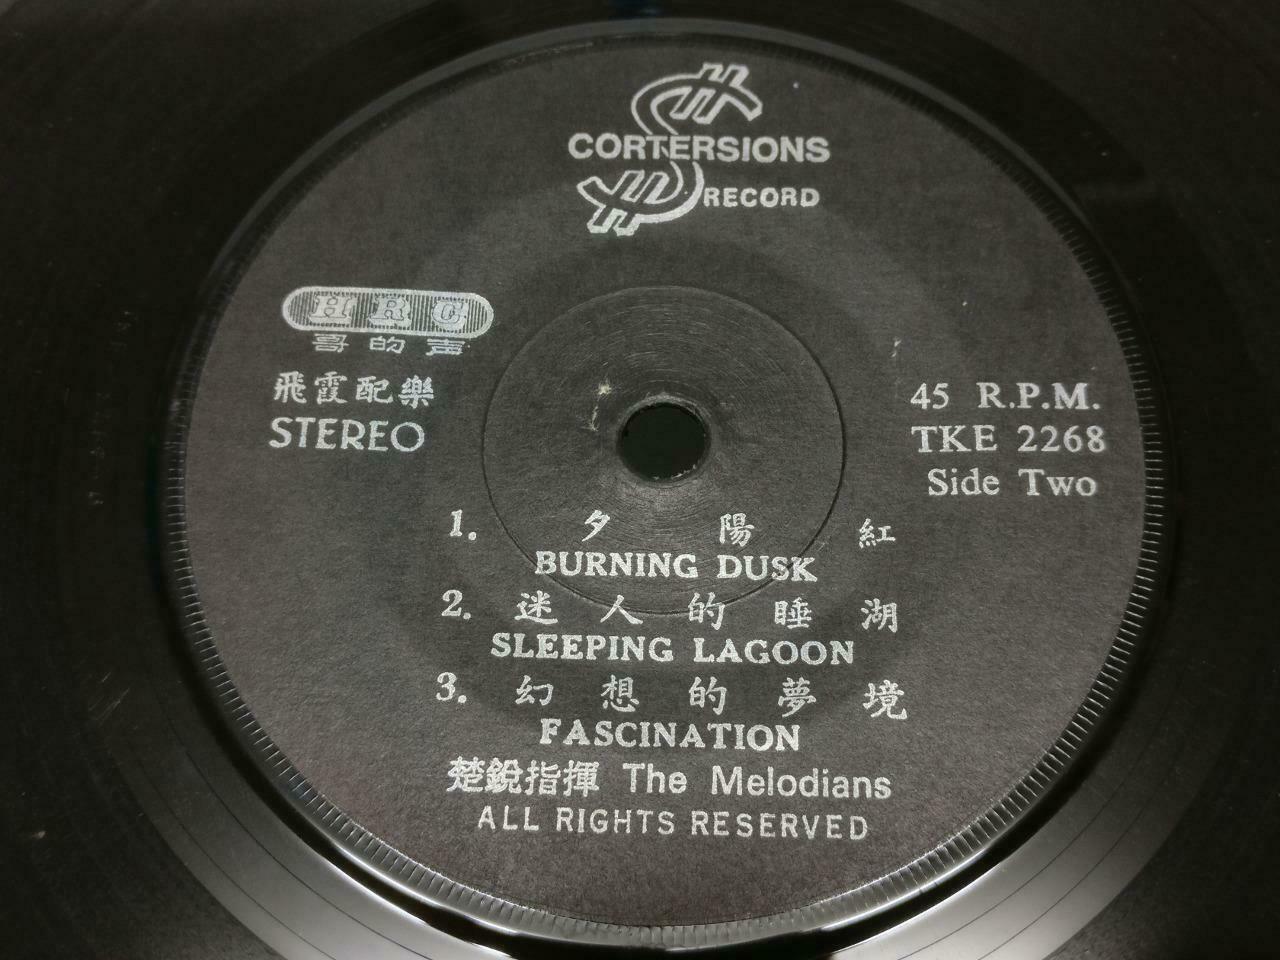 CORTERSIONS
RECORD
HRC
哥的声
飛霞配樂
STEREO
45 R.P.M.
TKE 2268
Side Two
1. 夕陽紅
BURNING DUSK
2. 迷人的睡湖
SLEEPING LAGOON
3. 幻想的夢境
FASCINATION
楚銳指揮 The Melodians
ALL RIGHTS RESERVED